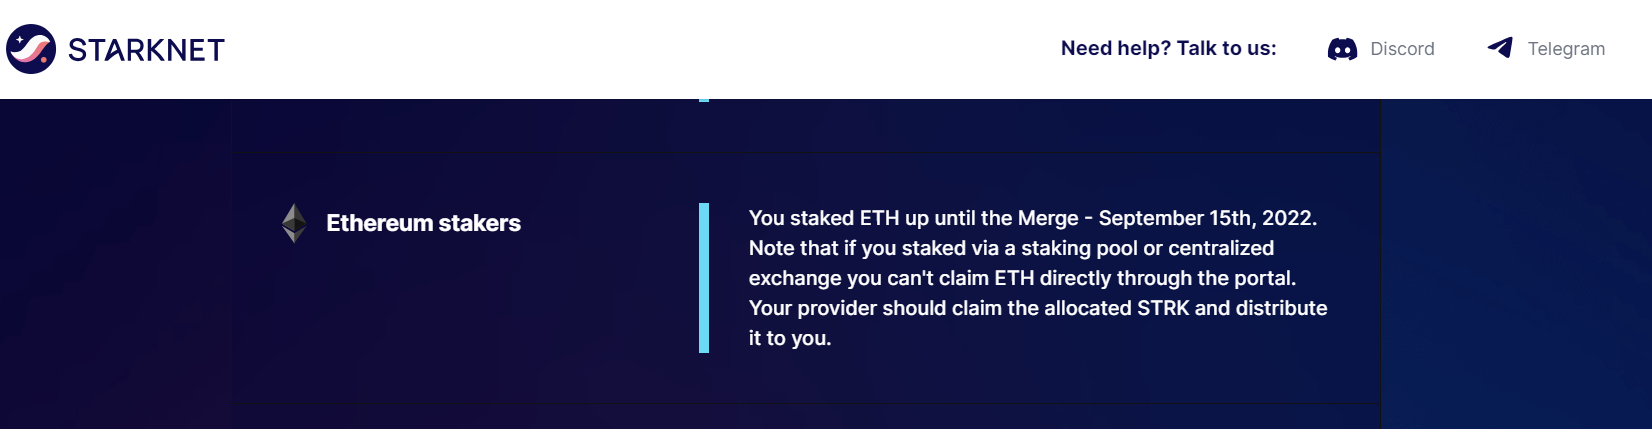 STARKNET
Need help? Talk to us:
Discord
Telegram
Ethereum stakers
You staked ETH up until the Merge - September 15th, 2022.
Note that if you staked via a staking pool or centralized
exchange you can't claim ETH directly through the portal.
Your provider should claim the allocated STRK and distribute
it to you.